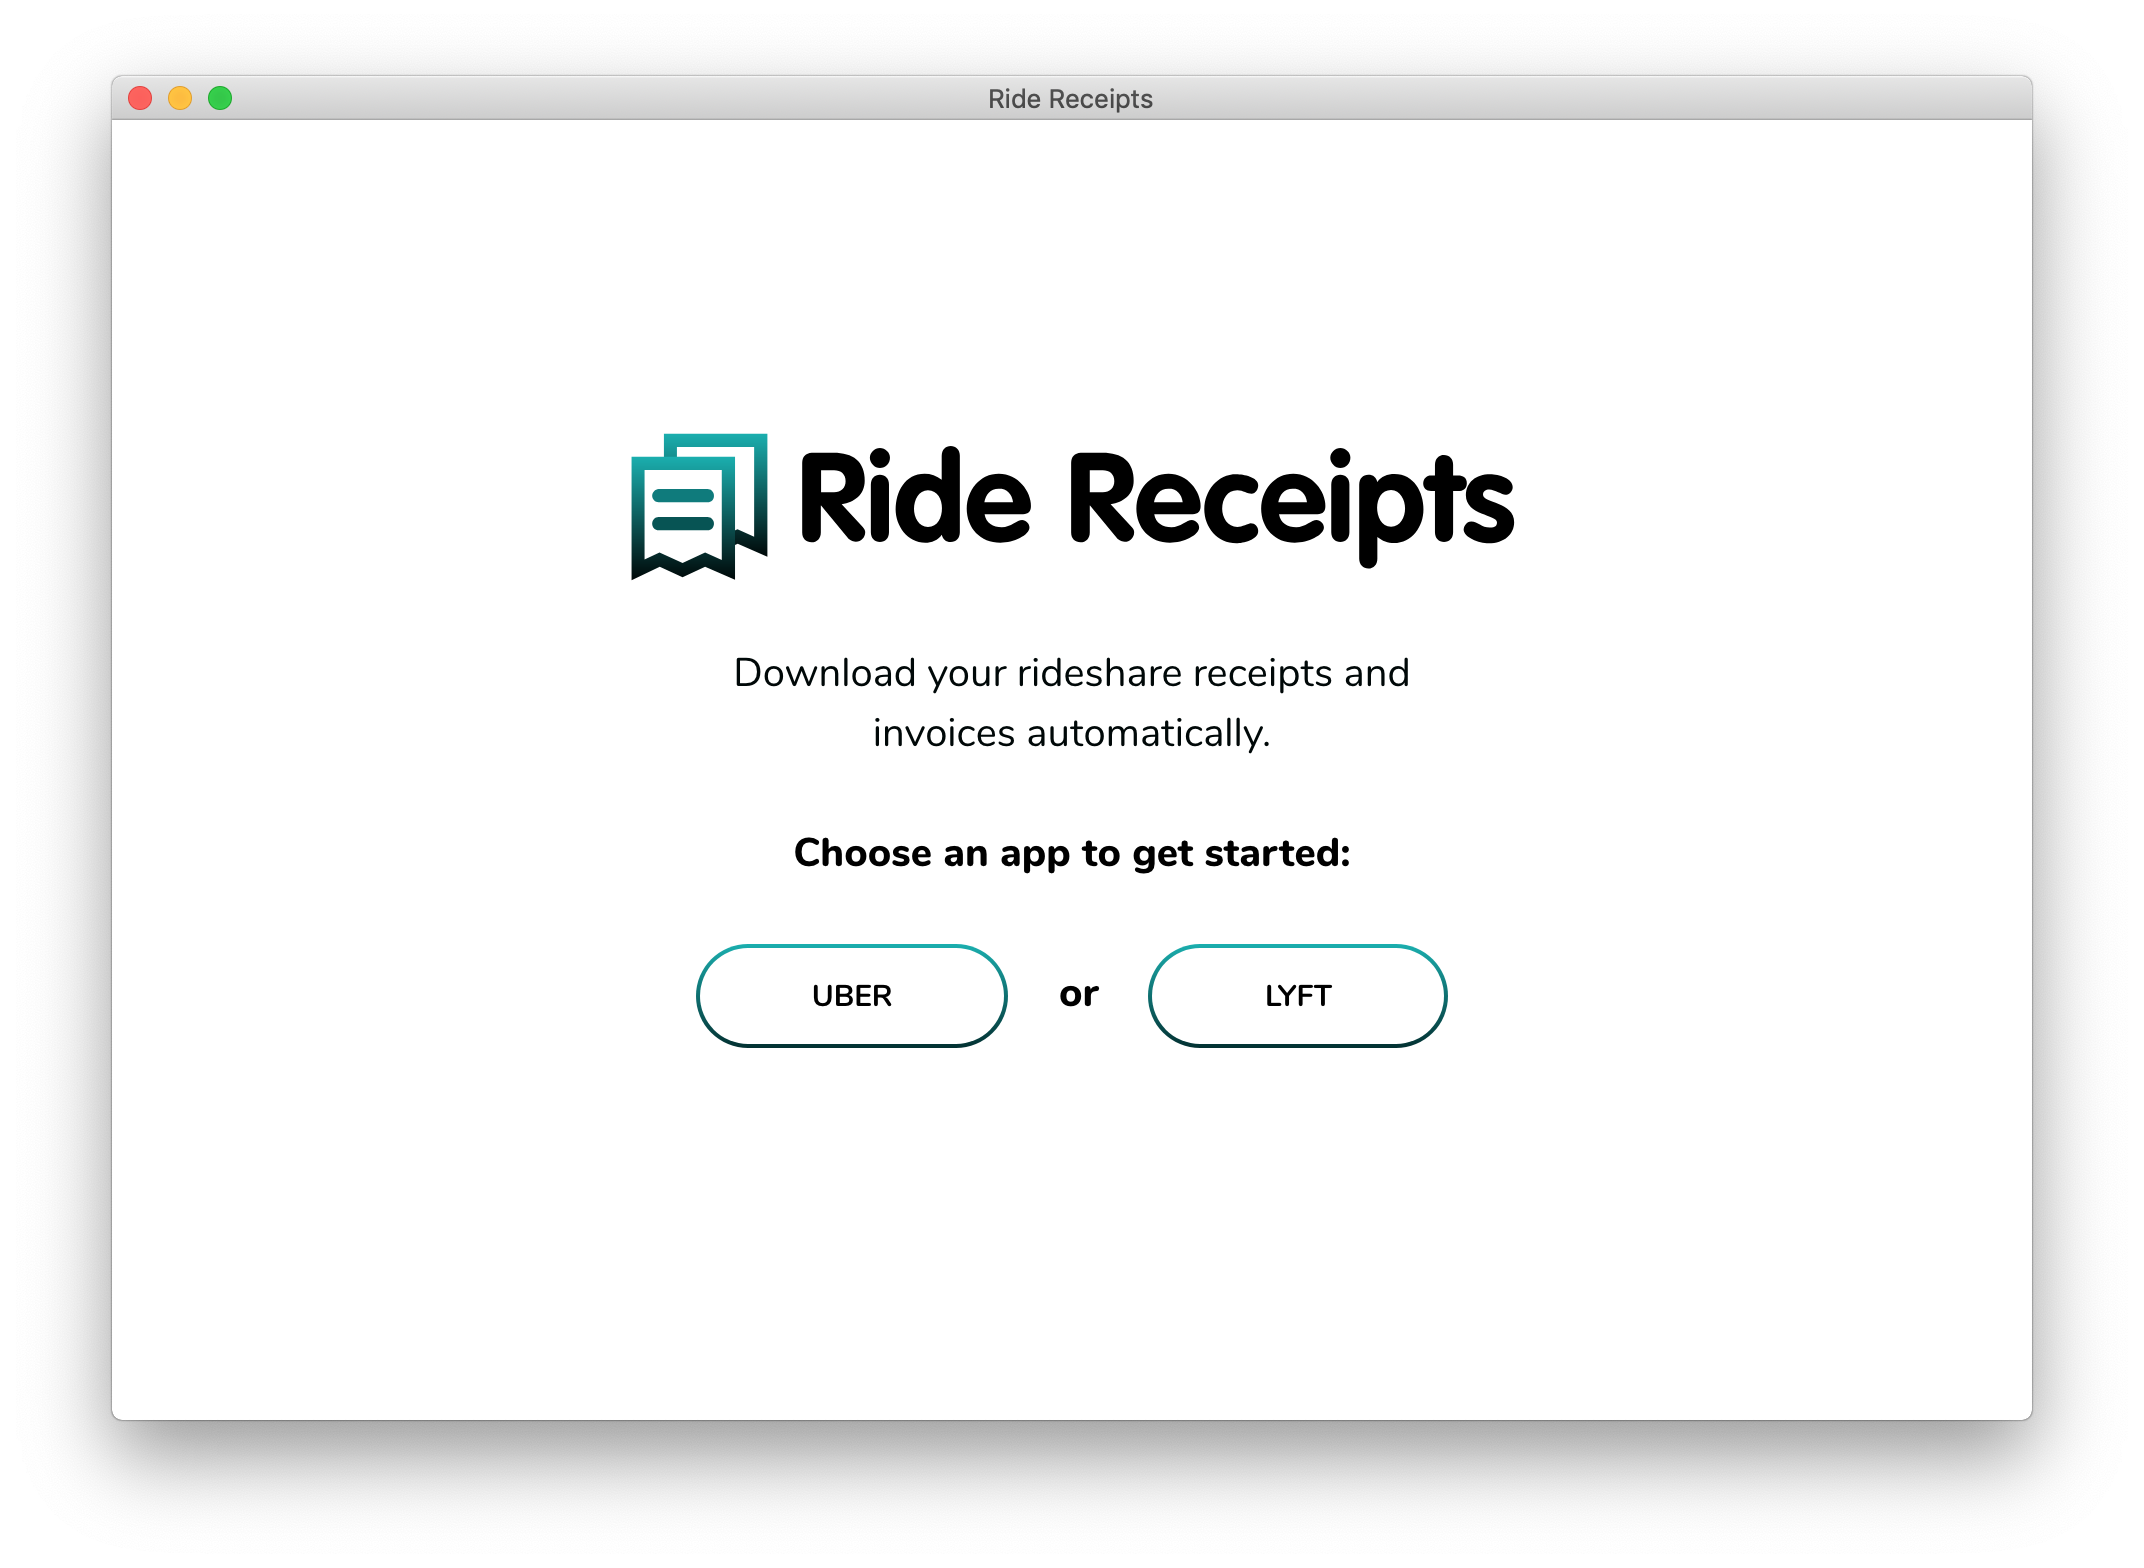 Ride Receipts
Ride Receipts
Download your rideshare receipts and
invoices automatically.
Choose an app to get started:
UBER or LYFT